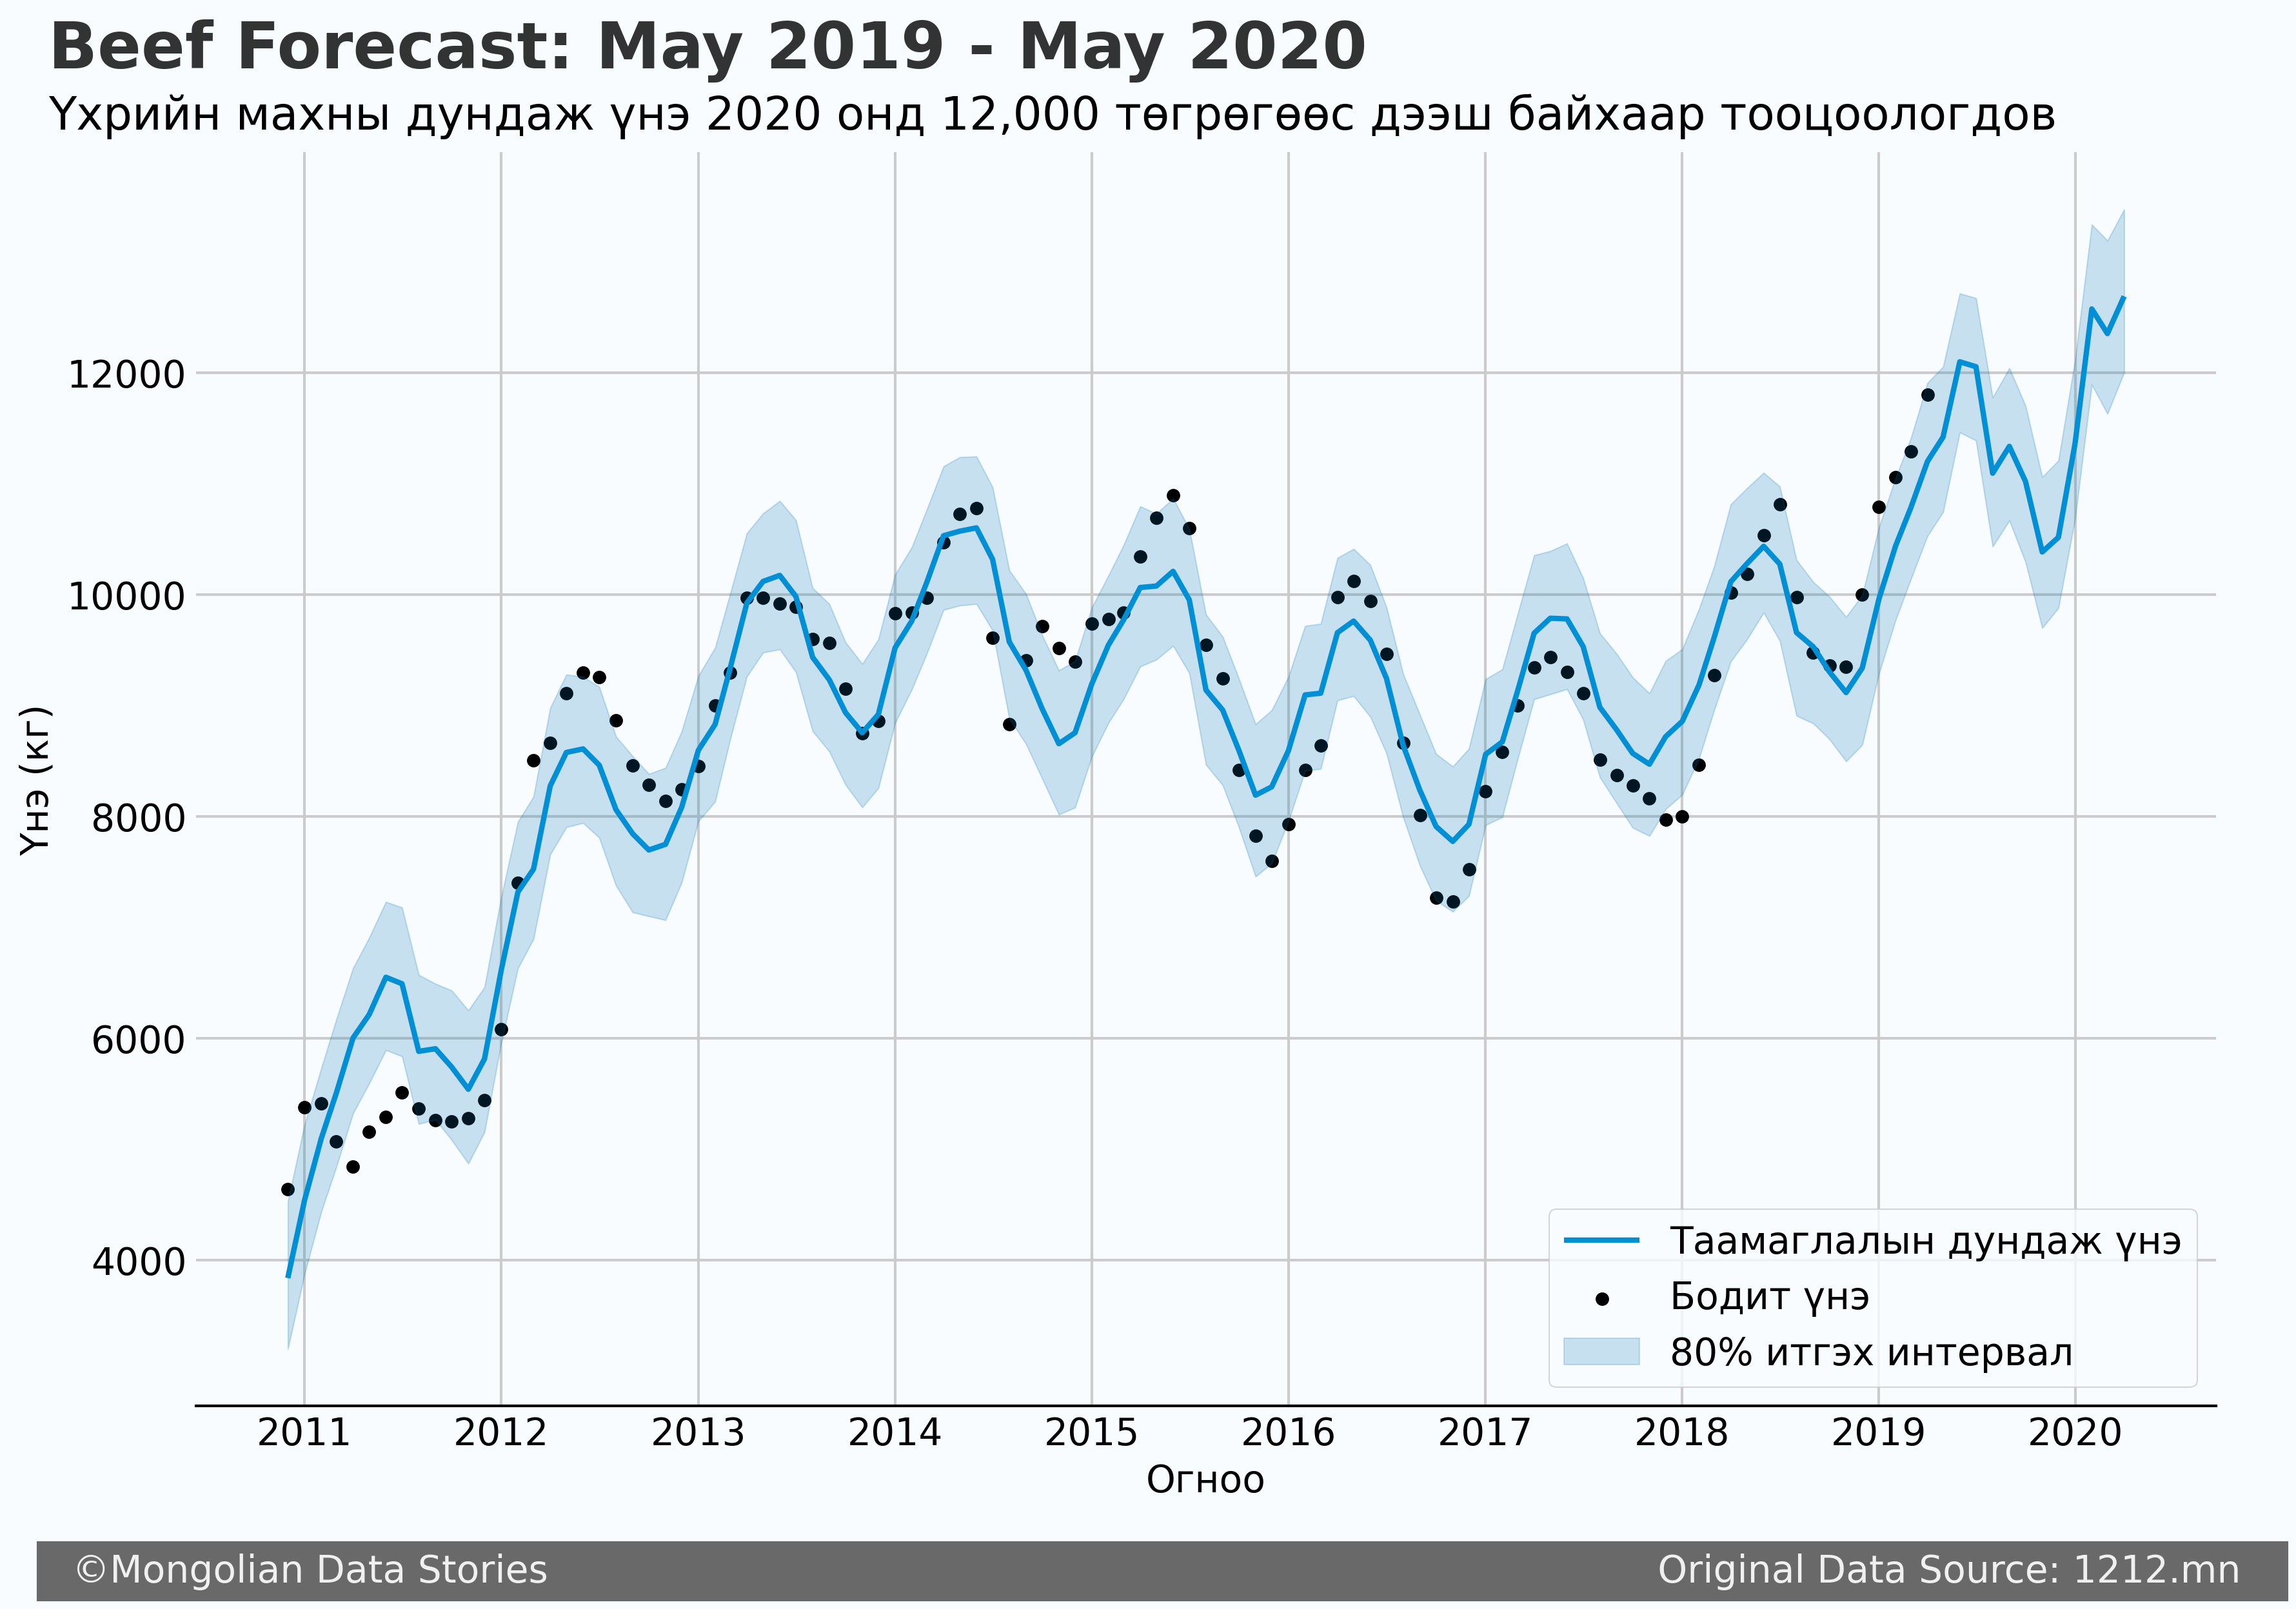 Beef Forecast: May 2019 - May 2020
Үхрийн махны дундаж үнэ 2020 онд 12,000 төгрөгөөс дээш байхаар тооцоологдов
12000
10000
8000
6000
4000
Үнэ (кг)
Таамаглалын дундаж үнэ
Бодит үнэ
80% итгэх интервал
2011 2012 2013 2014 2015 2016 2017 2018 2019 2020
Огноо
©Mongolian Data Stories Original Data Source: 1212.mn